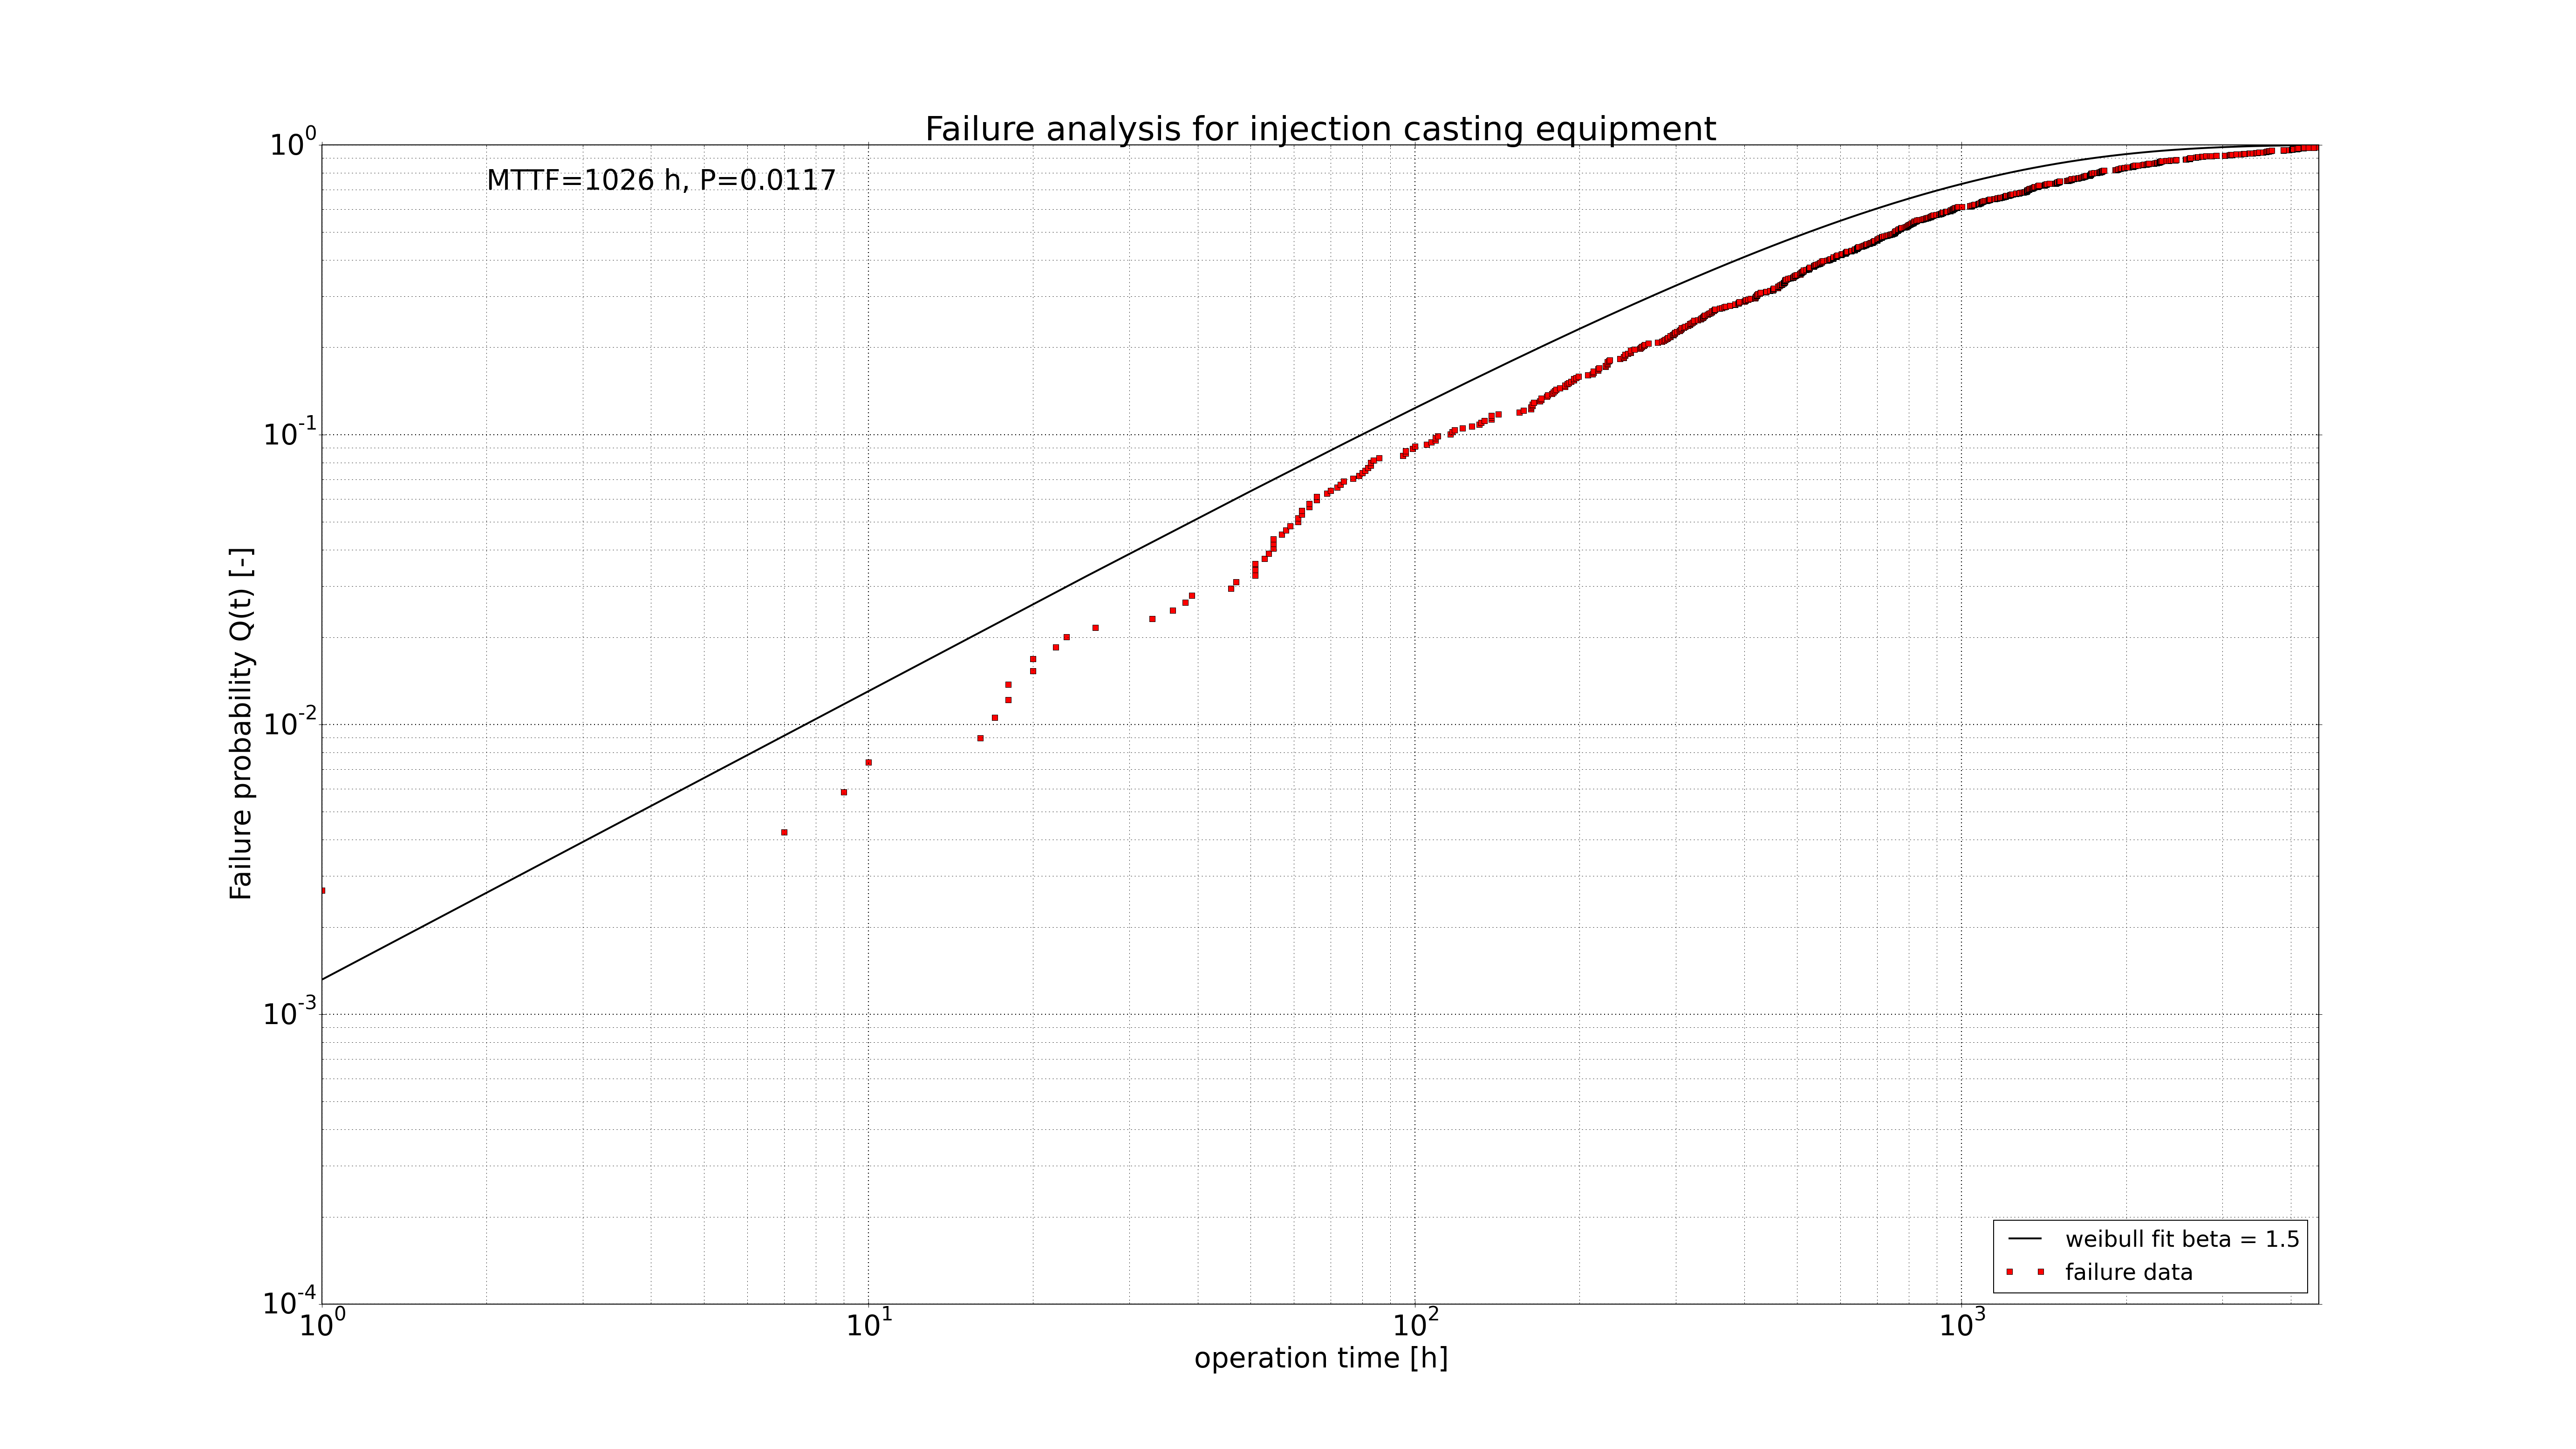 Failure analysis for injection casting equipment
MTTF=1026 h, P=0.0117
Failure probability Q(t) [-]
10^0
10^-1
10^-2
10^-3
10^-4
10^0 10^1 10^2 10^3
operation time [h]
weibull fit beta = 1.5
failure data